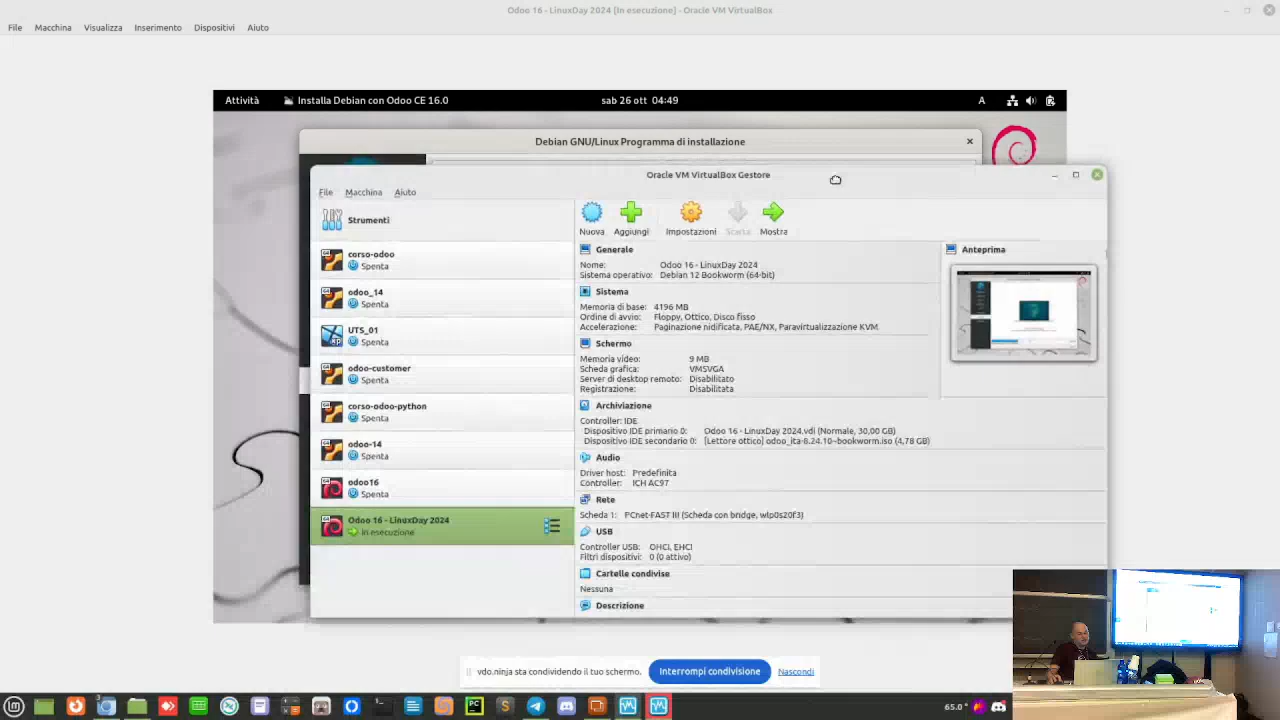 Odoo 16 - LinuxDay 2024 [In esecuzione] - Oracle VM VirtualBox
File Macchina Visualizza Inserimento Dispositivi Aiuto
Attività Installa Debian con Odoo CE 16.0 sab 26 ott 04:49 A
Debian GNU/Linux Programma di installazione
Oracle VM VirtualBox Gestore
File Macchina Aiuto
Strumenti
corso-odoo
Spenta
odoo_14
Spenta
UTS_01
Spenta
odoo-customer
Spenta
corso-odoo-python
Spenta
odoo-14
Spenta
odoo16
Spenta
Odoo 16 - LinuxDay 2024
In esecuzione
Nuova Aggiungi Impostazioni Scarta Mostra
Generale
Nome: Odoo 16 - LinuxDay 2024
Sistema operativo: Debian 12 Bookworm (64-bit)
Sistema
Memoria di base: 4196 MB
Ordine di avvio: Floppy, Ottico, Disco fisso
Accelerazione: Paginazione nidificata, PAE/NX, Paravirtualizzazione KVM
Schermo
Memoria video: 9 MB
Scheda grafica: VMSVGA
Server di desktop remoto: Disabilitato
Registrazione: Disabilitata
Archiviazione
Controller: IDE
Dispositivo IDE primario 0: Odoo 16 - LinuxDay 2024.vdi (Normale, 30,00 GB)
Dispositivo IDE secondario 0: [Lettore ottico] odoo_ita-8.24.10~bookworm.iso (4,78 GB)
Audio
Driver host: Predefinita
Controller: ICH AC97
Rete
Scheda 1: PCnet-FAST III (Scheda con bridge, wlp0s20f3)
USB
Controller USB: OHCI, EHCI
Filtri dispositivi: 0 (0 attivo)
Cartelle condivise
Nessuna
Descrizione
Anteprima
vdo.ninja sta condividendo il tuo schermo. Interrompi condivisione Nascondi
65.0°